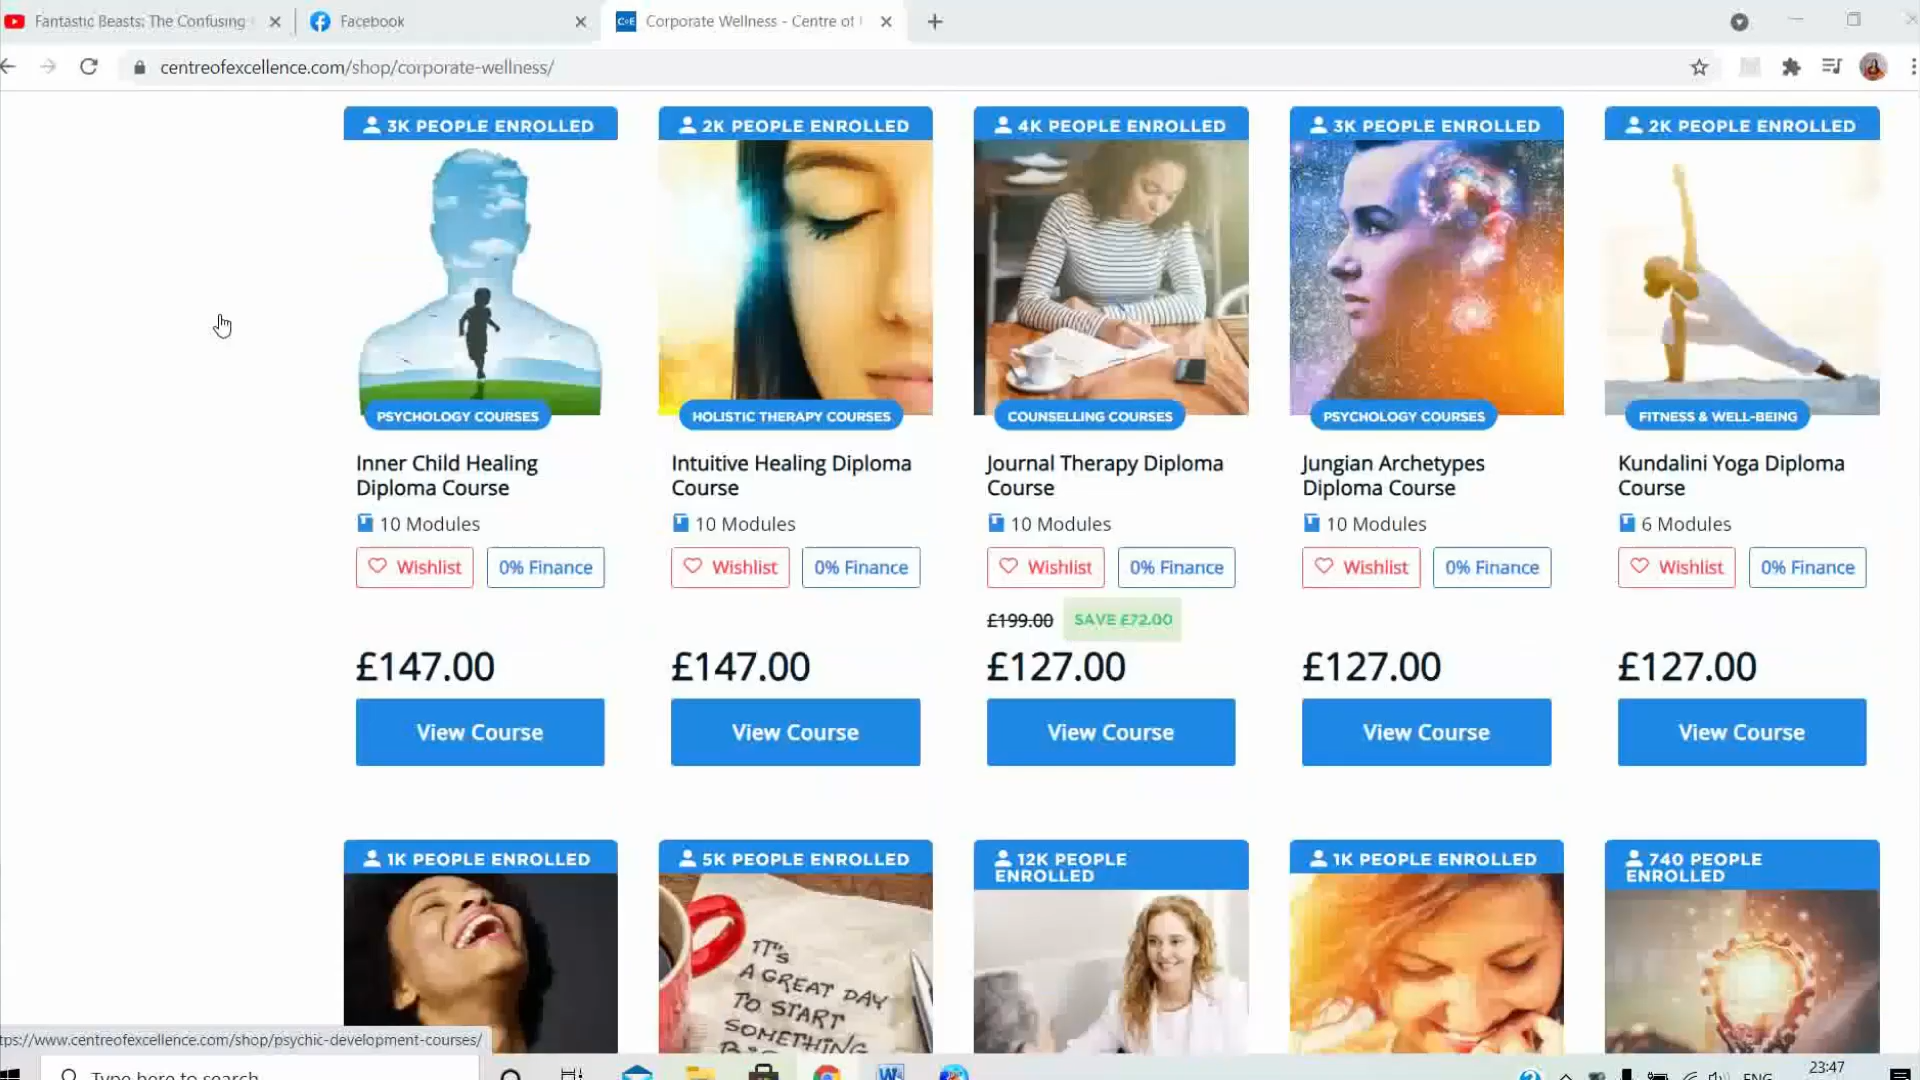 Fantastic Beasts: The Confusing
Facebook
Corporate Wellness - Centre of
centreofexcellence.com/shop/corporate-wellness/
3K PEOPLE ENROLLED
2K PEOPLE ENROLLED
4K PEOPLE ENROLLED
3K PEOPLE ENROLLED
2K PEOPLE ENROLLED
PSYCHOLOGY COURSES
HOLISTIC THERAPY COURSES
COUNSELLING COURSES
PSYCHOLOGY COURSES
FITNESS & WELL-BEING
Inner Child Healing
Diploma Course
Intuitive Healing Diploma
Course
Journal Therapy Diploma
Course
Jungian Archetypes
Diploma Course
Kundalini Yoga Diploma
Course
10 Modules
10 Modules
10 Modules
10 Modules
6 Modules
Wishlist 0% Finance
Wishlist 0% Finance
Wishlist 0% Finance
Wishlist 0% Finance
Wishlist 0% Finance
£199.00 SAVE £72.00
£147.00
£147.00
£127.00
£127.00
£127.00
View Course
View Course
View Course
View Course
View Course
1K PEOPLE ENROLLED
5K PEOPLE ENROLLED
12K PEOPLE
ENROLLED
1K PEOPLE ENROLLED
740 PEOPLE
ENROLLED
IT'S
A GREAT DAY
TO START
SOMETHING
tps://www.centreofexcellence.com/shop/psychic-development-courses/
Type here to search
ENG
23:47